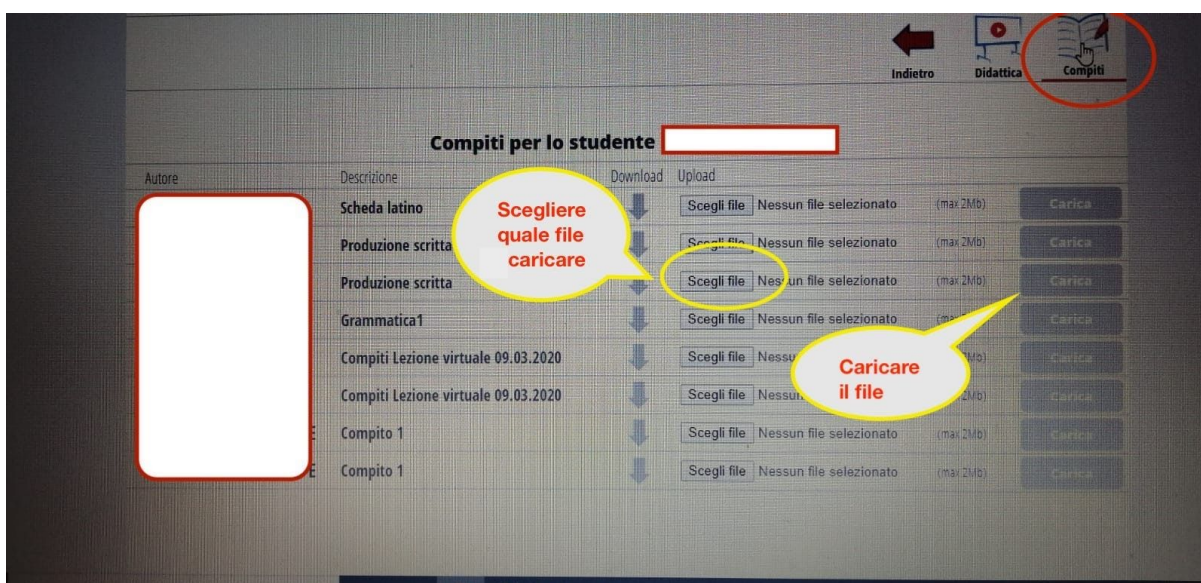 Indietro Didattica Compiti
Compiti per lo studente
Autore Descrizione Download Upload
Scheda latino Scegli file Nessun file selezionato (max 2Mb) Carica
Produzione scritta Scegli file Nessun file selezionato (max 2Mb) Carica
Produzione scritta Scegli file Nessun file selezionato (max 2Mb) Carica
Grammatica1 Scegli file Nessun file selezionato Carica
Compiti Lezione virtuale 09.03.2020 Scegli file Carica
Compiti Lezione virtuale 09.03.2020 Scegli file Carica
E Compito 1 Scegli file Nessun file selezionato (max 2Mb) Carica
E Compito 1 Scegli file Nessun file selezionato (max 2Mb) Carica
Scegliere
quale file
caricare
Caricare
il file